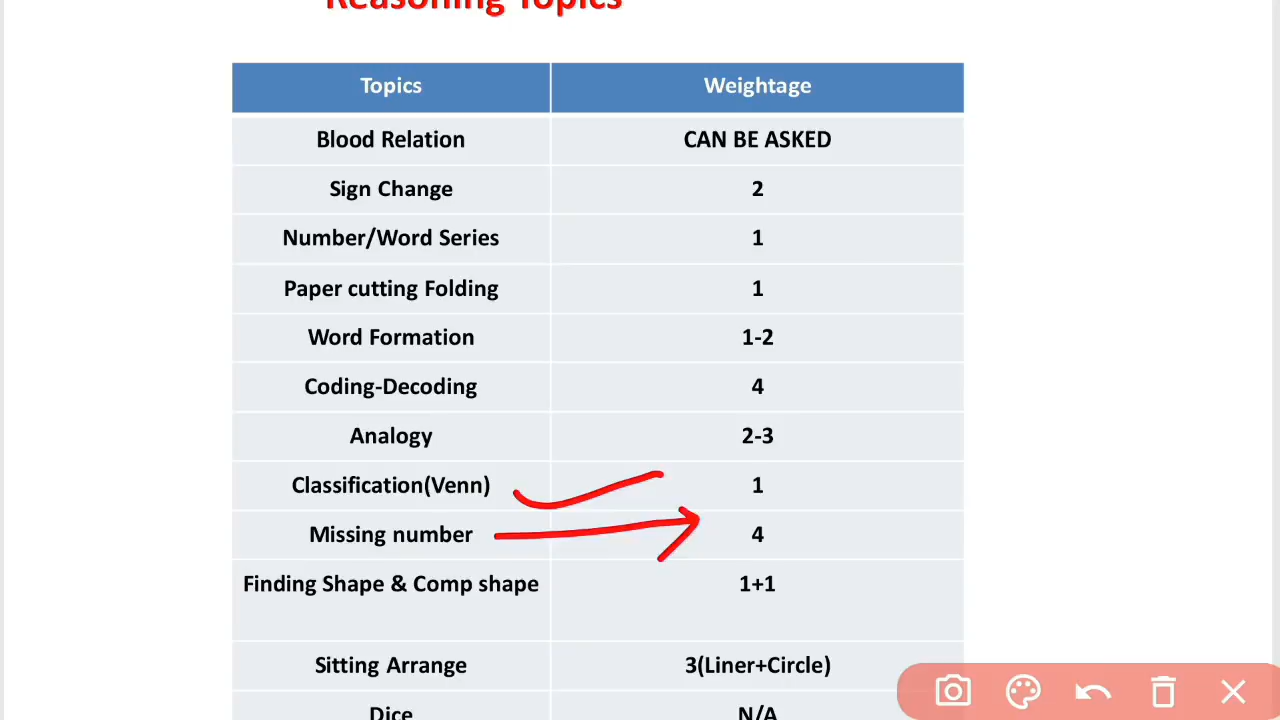 Reasoning Topics
Topics Weightage
Blood Relation CAN BE ASKED
Sign Change 2
Number/Word Series 1
Paper cutting Folding 1
Word Formation 1-2
Coding-Decoding 4
Analogy 2-3
Classification(Venn) 1
Missing number 4
Finding Shape & Comp shape 1+1
Sitting Arrange 3(Liner+Circle)
Dice N/A